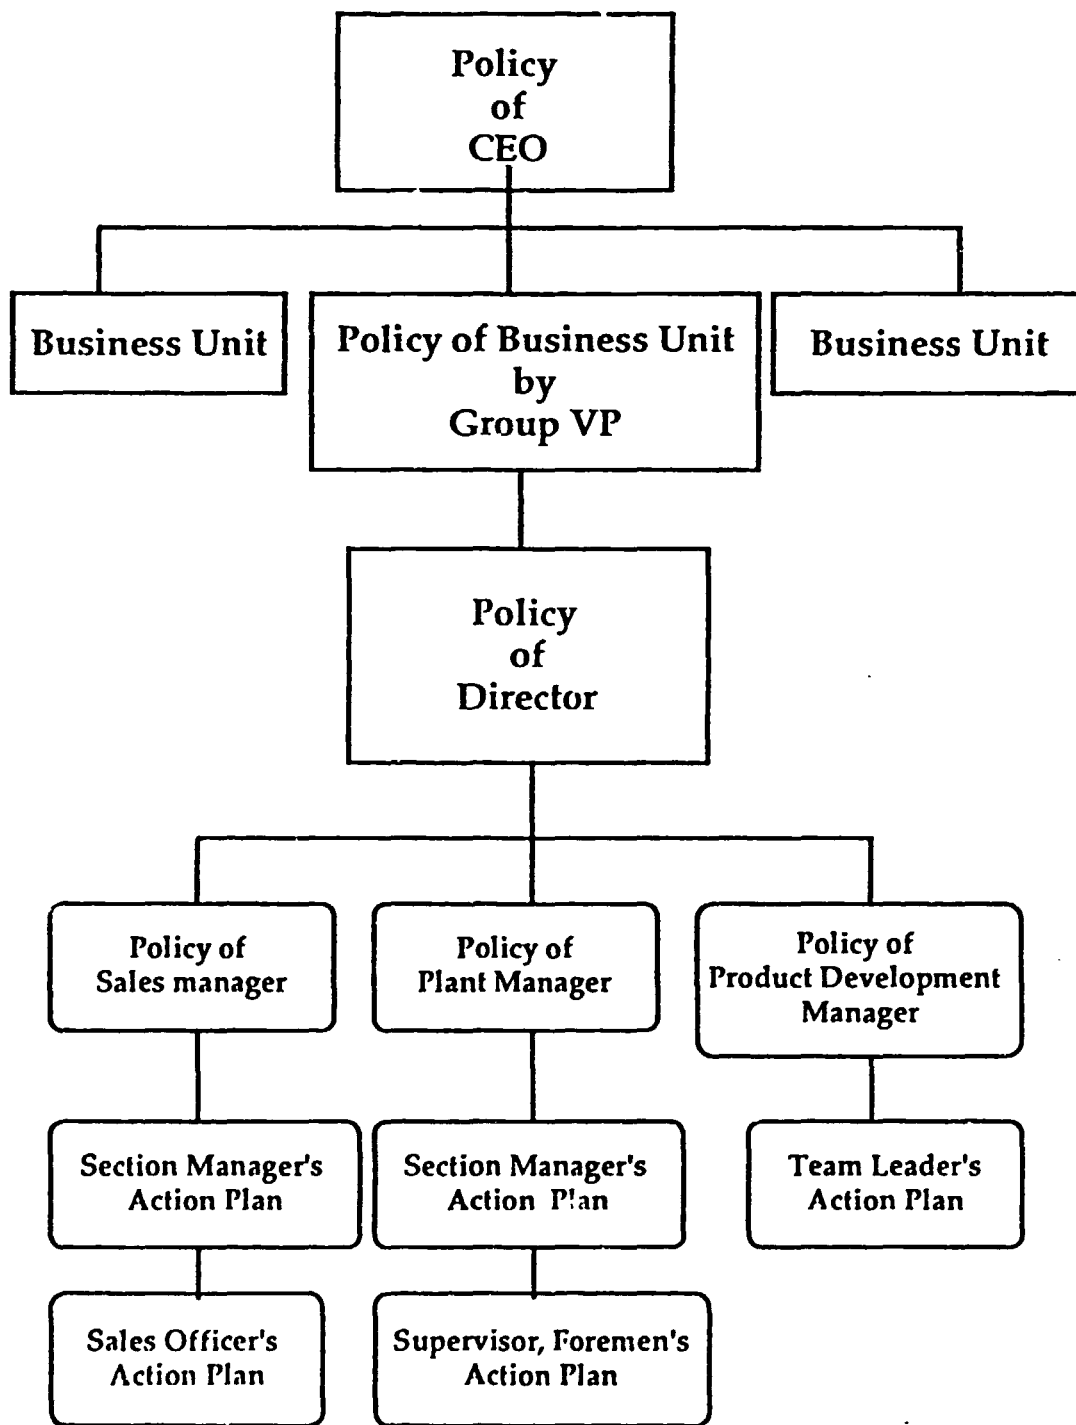 Policy
of
CEO
Business Unit
Policy of Business Unit
by
Group VP
Business Unit
Policy
of
Director
Policy of
Sales manager
Policy of
Plant Manager
Policy of
Product Development
Manager
Section Manager's
Action Plan
Section Manager's
Action Plan
Team Leader's
Action Plan
Sales Officer's
Action Plan
Supervisor, Foremen's
Action Plan